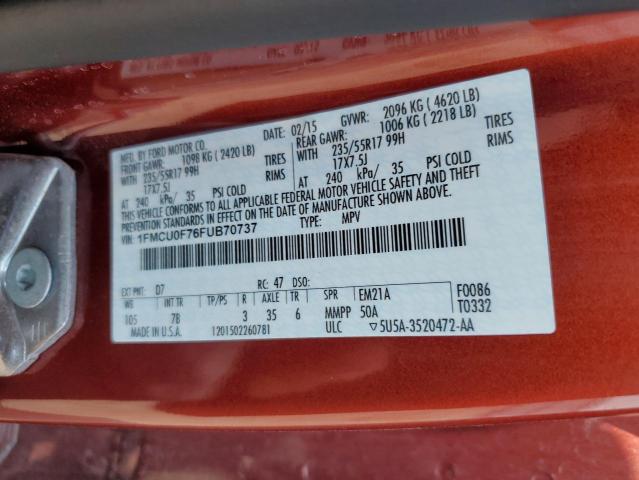 MFD. BY FORD MOTOR CO.
DATE: 02/15 GVWR: 2096 KG ( 4620 LB)
FRONT GAWR: 1098 KG ( 2420 LB) REAR GAWR: 1006 KG ( 2218 LB)
WITH 235/55R17 99H TIRES WITH 235/55R17 99H TIRES
17X7.5J RIMS 17X7.5J RIMS
AT 240 kPa/ 35 PSI COLD AT 240 kPa/ 35 PSI COLD
THIS VEHICLE CONFORMS TO ALL APPLICABLE FEDERAL MOTOR VEHICLE SAFETY AND THEFT
PREVENTION STANDARDS IN EFFECT ON THE DATE OF MANUFACTURE SHOWN ABOVE.
VIN: 1FMCU0F76FUB70737 TYPE: MPV
EXT PNT: D7 RC: 47 DSO: F0086
WB INT TR TP/PS R AXLE TR SPR EM21A T0332
105 7B 3 35 6 MMPP 50A
MADE IN U.S.A. 1201502260781 ULC 5U5A-3520472-AA